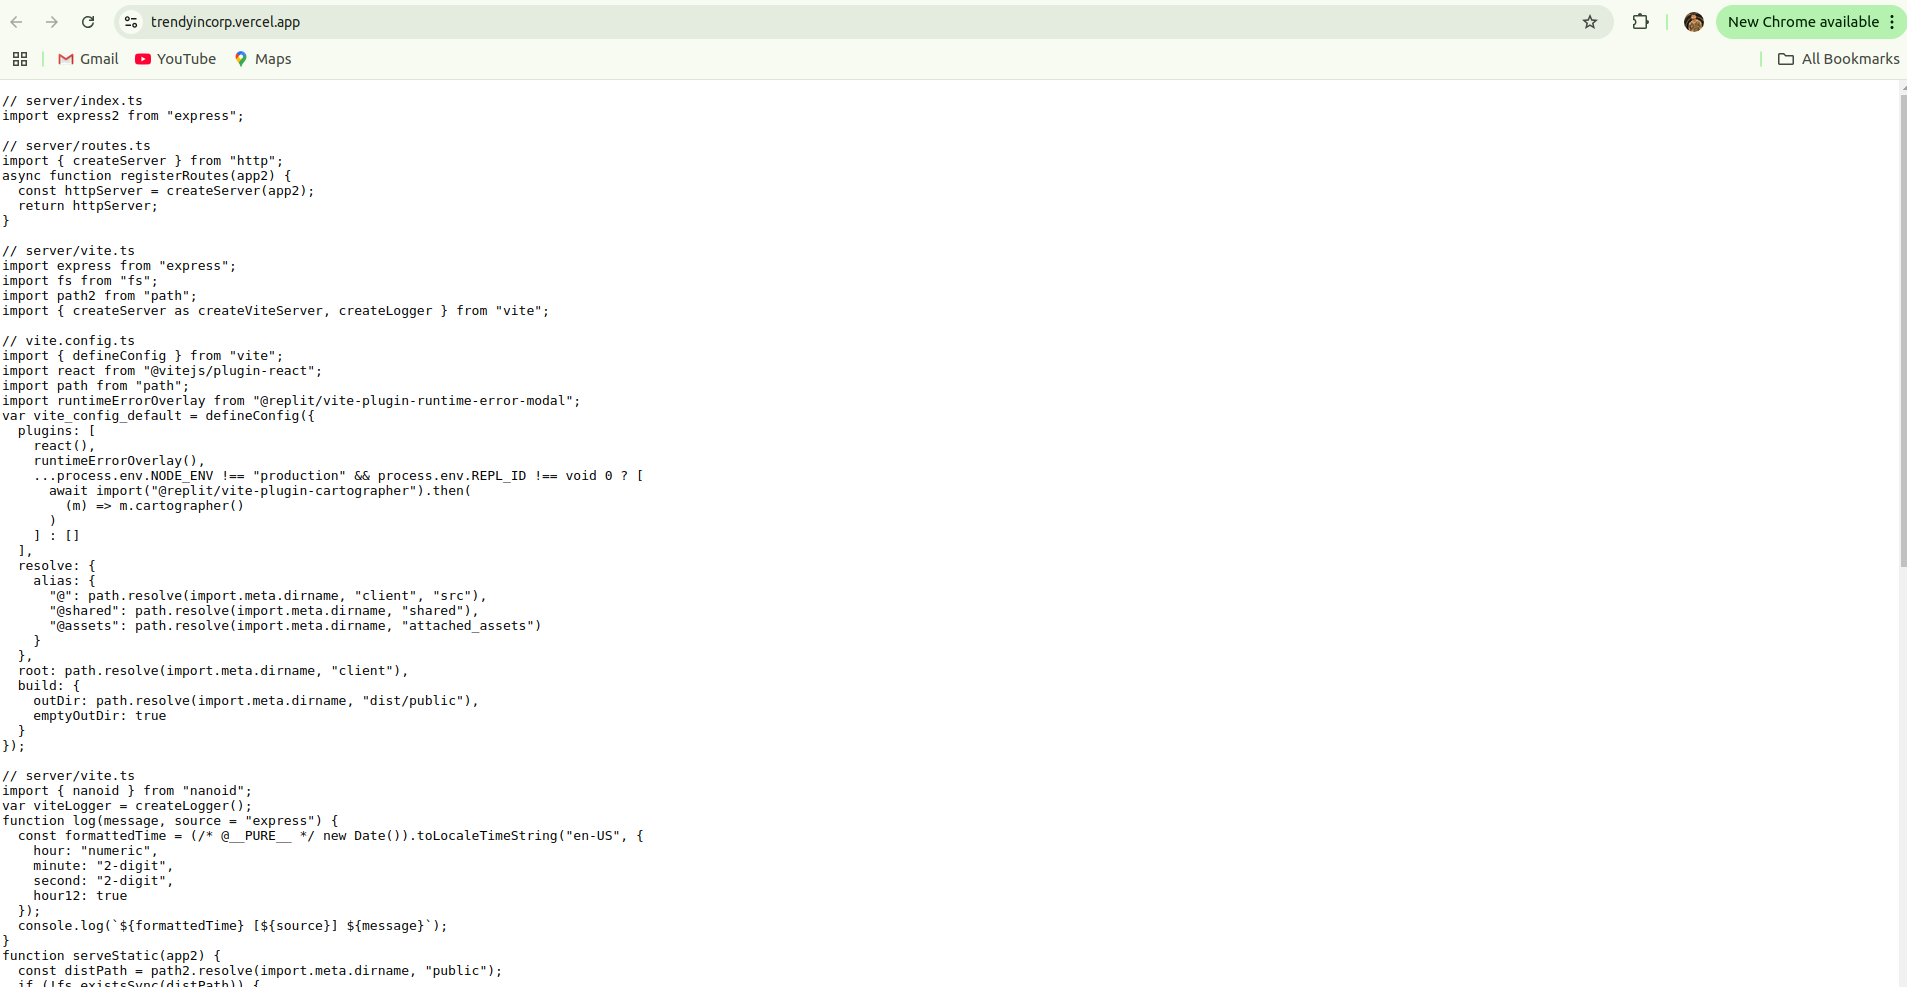 trendyincorp.vercel.app
New Chrome available
Gmail
YouTube
Maps
All Bookmarks
// server/index.ts
import express2 from "express";

// server/routes.ts
import { createServer } from "http";
async function registerRoutes(app2) {
  const httpServer = createServer(app2);
  return httpServer;
}

// server/vite.ts
import express from "express";
import fs from "fs";
import path2 from "path";
import { createServer as createViteServer, createLogger } from "vite";

// vite.config.ts
import { defineConfig } from "vite";
import react from "@vitejs/plugin-react";
import path from "path";
import runtimeErrorOverlay from "@replit/vite-plugin-runtime-error-modal";
var vite_config_default = defineConfig({
  plugins: [
    react(),
    runtimeErrorOverlay(),
    ...process.env.NODE_ENV !== "production" && process.env.REPL_ID !== void 0 ? [
      await import("@replit/vite-plugin-cartographer").then(
        (m) => m.cartographer()
      )
    ] : []
  ],
  resolve: {
    alias: {
      "@": path.resolve(import.meta.dirname, "client", "src"),
      "@shared": path.resolve(import.meta.dirname, "shared"),
      "@assets": path.resolve(import.meta.dirname, "attached_assets")
    }
  },
  root: path.resolve(import.meta.dirname, "client"),
  build: {
    outDir: path.resolve(import.meta.dirname, "dist/public"),
    emptyOutDir: true
  }
});

// server/vite.ts
import { nanoid } from "nanoid";
var viteLogger = createLogger();
function log(message, source = "express") {
  const formattedTime = (/* @__PURE__ */ new Date()).toLocaleTimeString("en-US", {
    hour: "numeric",
    minute: "2-digit",
    second: "2-digit",
    hour12: true
  });
  console.log(`${formattedTime} [${source}] ${message}`);
}
function serveStatic(app2) {
  const distPath = path2.resolve(import.meta.dirname, "public");
  if (!fs.existsSync(distPath)) {